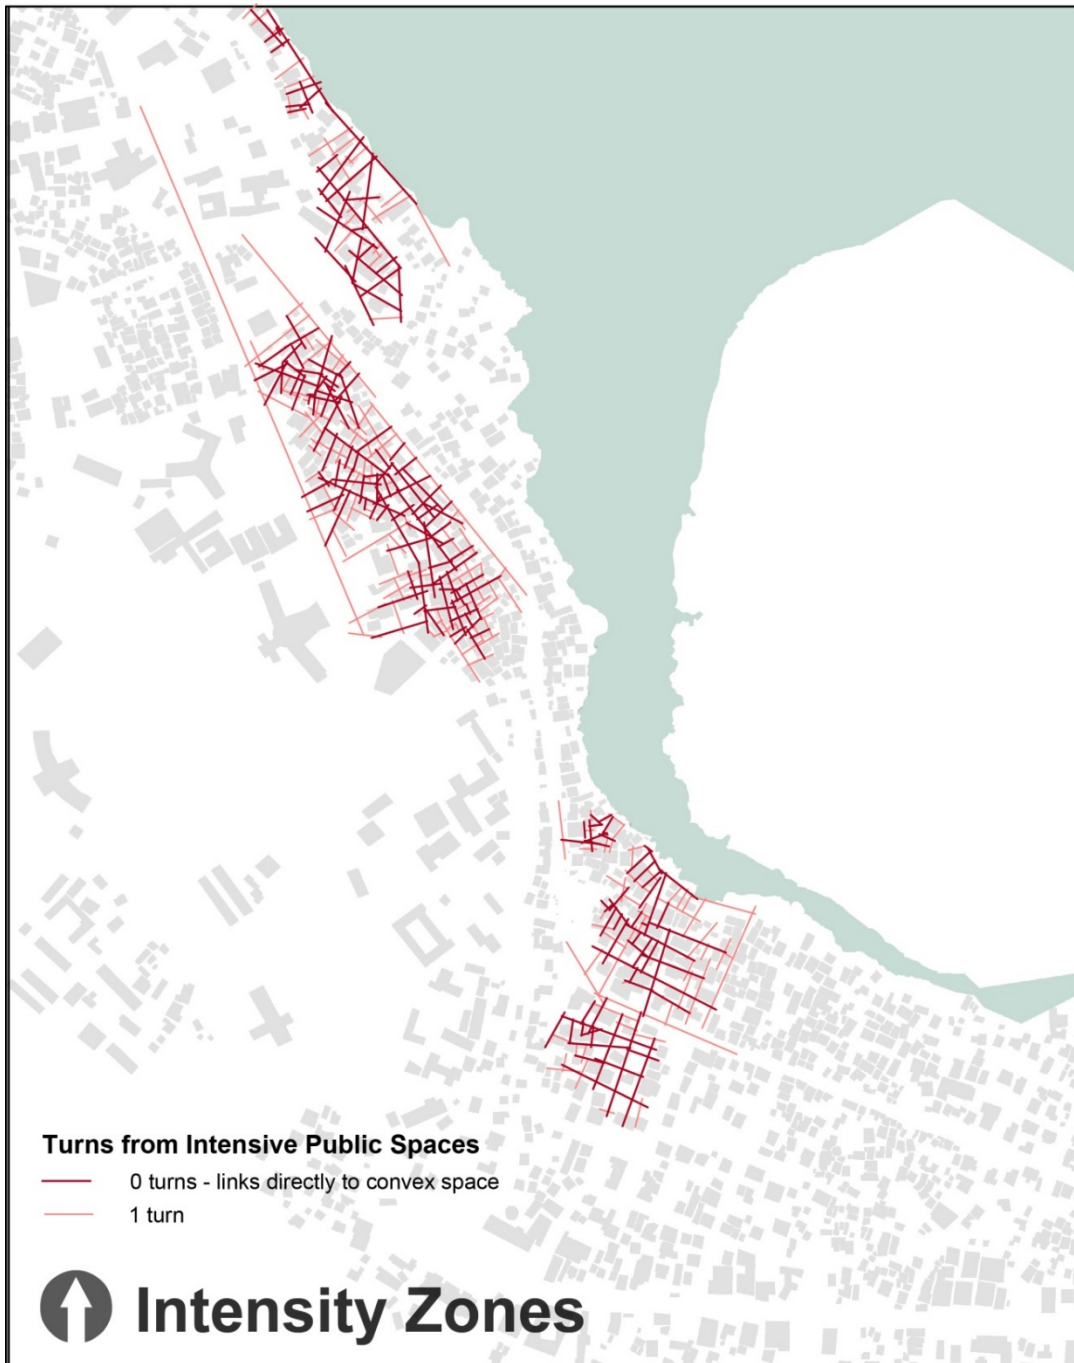 Turns from Intensive Public Spaces
0 turns - links directly to convex space
1 turn
Intensity Zones